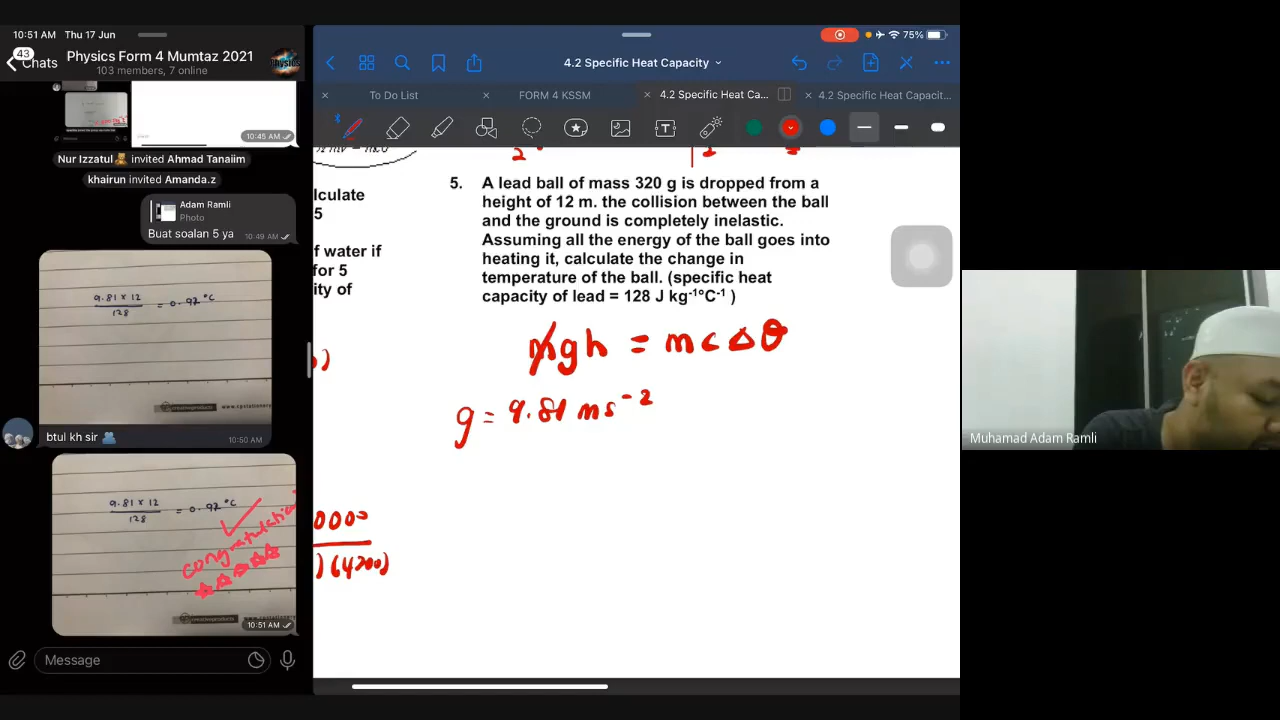 10:51 AM Thu 17 Jun
75%
43
Chats
Physics Form 4 Mumtaz 2021
103 members, 7 online
10:45 AM
Nur Izzatul🧸 invited Ahmad Tanaiim
khairun invited Amanda.z
Adam Ramli
Photo
Buat soalan 5 ya
10:49 AM
9.81 x 12
128
= 0.92 °C
btul kh sir
10:50 AM
9.81 x 12
128
= 0.92 °C
congratulation
10:51 AM
Message
4.2 Specific Heat Capacity
To Do List
FORM 4 KSSM
4.2 Specific Heat Ca...
4.2 Specific Heat Capacit...
2
2
lculate
5
f water if
for 5
ity of
000
)(4200)
5. A lead ball of mass 320 g is dropped from a
height of 12 m. the collision between the ball
and the ground is completely inelastic.
Assuming all the energy of the ball goes into
heating it, calculate the change in
temperature of the ball. (specific heat
capacity of lead = 128 J kg⁻¹°C⁻¹ )
mgh = mcΔθ
g = 9.81 ms⁻²
Muhamad Adam Ramli